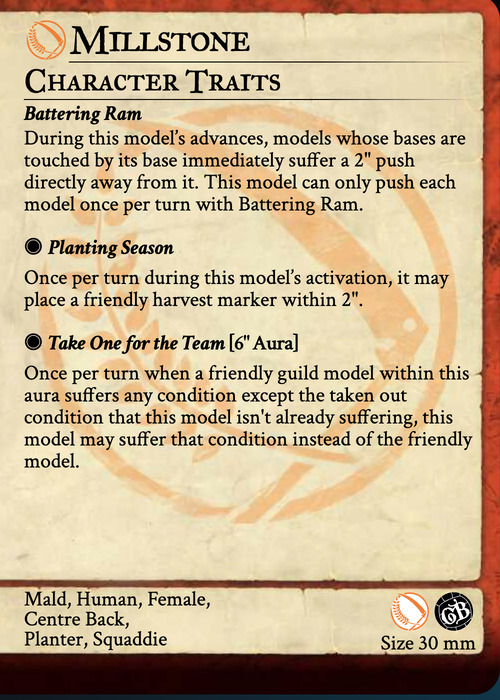 Millstone
Character Traits
Battering Ram
During this model's advances, models whose bases are
touched by its base immediately suffer a 2" push
directly away from it. This model can only push each
model once per turn with Battering Ram.
Planting Season
Once per turn during this model's activation, it may
place a friendly harvest marker within 2".
Take One for the Team [6" Aura]
Once per turn when a friendly guild model within this
aura suffers any condition except the taken out
condition that this model isn't already suffering, this
model may suffer that condition instead of the friendly
model.
Mald, Human, Female,
Centre Back,
Planter, Squaddie
GB
Size 30 mm